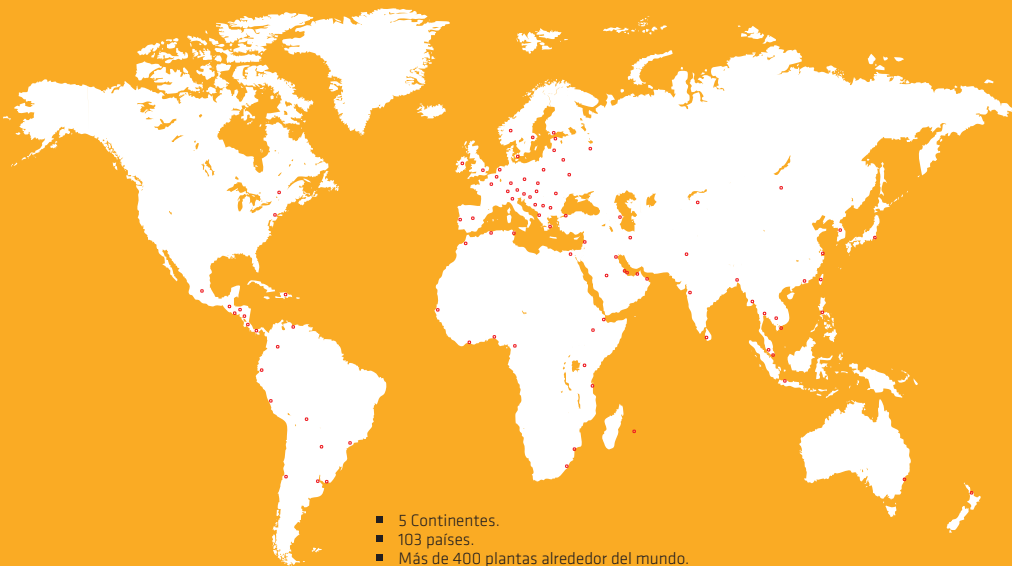 5 Continentes.
103 países.
Más de 400 plantas alrededor del mundo.